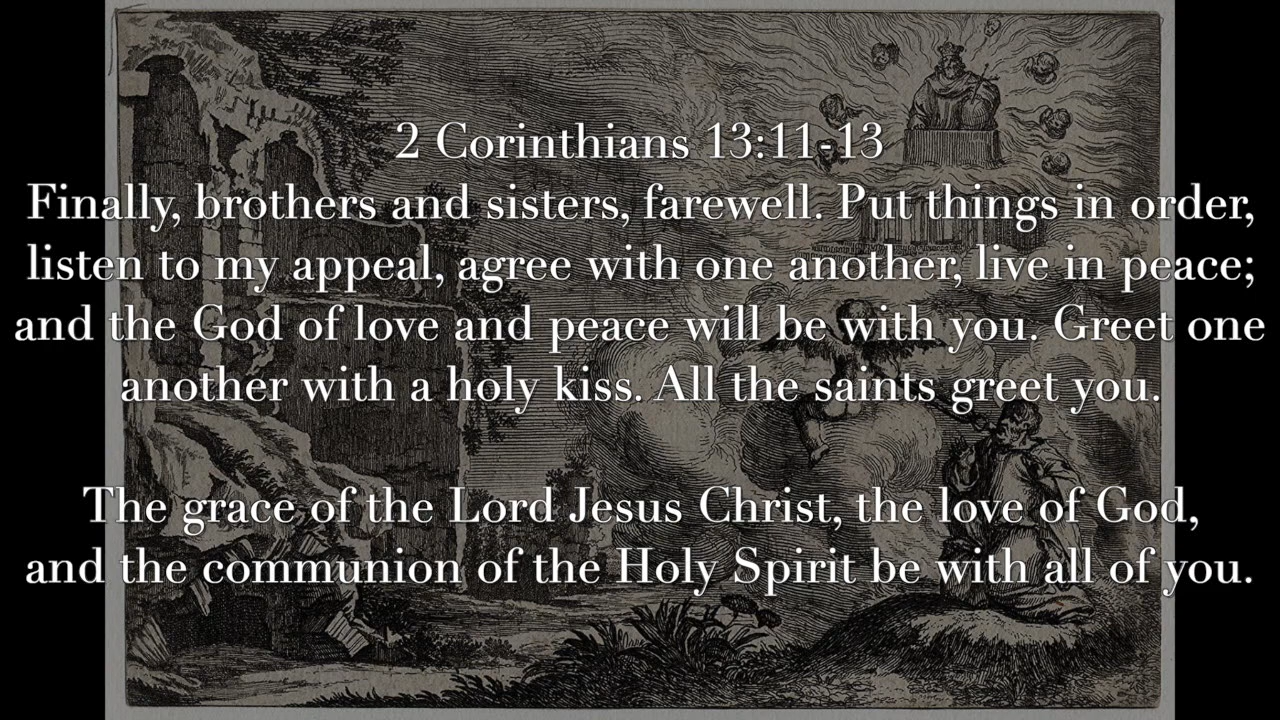 2 Corinthians 13:11-13
Finally, brothers and sisters, farewell. Put things in order,
listen to my appeal, agree with one another, live in peace;
and the God of love and peace will be with you. Greet one
another with a holy kiss. All the saints greet you.
The grace of the Lord Jesus Christ, the love of God,
and the communion of the Holy Spirit be with all of you.